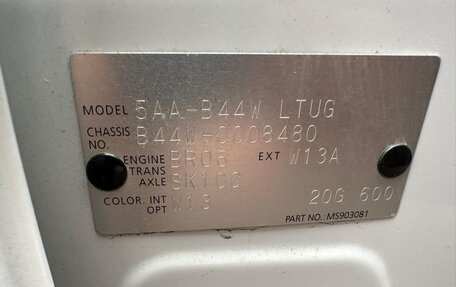 MODEL 5AA-B44W LTUG
CHASSIS NO. B44W-0008480
ENGINE BR06 EXT W13A
TRANS AXLE SK100
COLOR. INT OPT W13
20G 600
PART NO.: MS903081